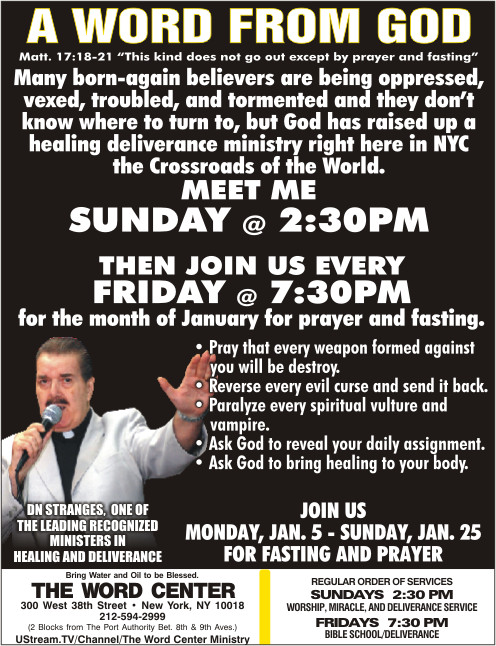 A WORD FROM GOD
Matt. 17:18-21 “This kind does not go out except by prayer and fasting”
Many born-again believers are being oppressed,
vexed, troubled, and tormented and they don’t
know where to turn to, but God has raised up a
healing deliverance ministry right here in NYC
the Crossroads of the World.
MEET ME
SUNDAY @ 2:30PM
THEN JOIN US EVERY
FRIDAY @ 7:30PM
for the month of January for prayer and fasting.
• Pray that every weapon formed against
you will be destroy.
• Reverse every evil curse and send it back.
• Paralyze every spiritual vulture and
vampire.
• Ask God to reveal your daily assignment.
• Ask God to bring healing to your body.
DN STRANGES, ONE OF
THE LEADING RECOGNIZED
MINISTERS IN
HEALING AND DELIVERANCE
JOIN US
MONDAY, JAN. 5 - SUNDAY, JAN. 25
FOR FASTING AND PRAYER
Bring Water and Oil to be Blessed.
THE WORD CENTER
300 West 38th Street • New York, NY 10018
212-594-2999
(2 Blocks from The Port Authority Bet. 8th & 9th Aves.)
UStream.TV/Channel/The Word Center Ministry
REGULAR ORDER OF SERVICES
SUNDAYS 2:30 PM
WORSHIP, MIRACLE, AND DELIVERANCE SERVICE
FRIDAYS 7:30 PM
BIBLE SCHOOL/DELIVERANCE